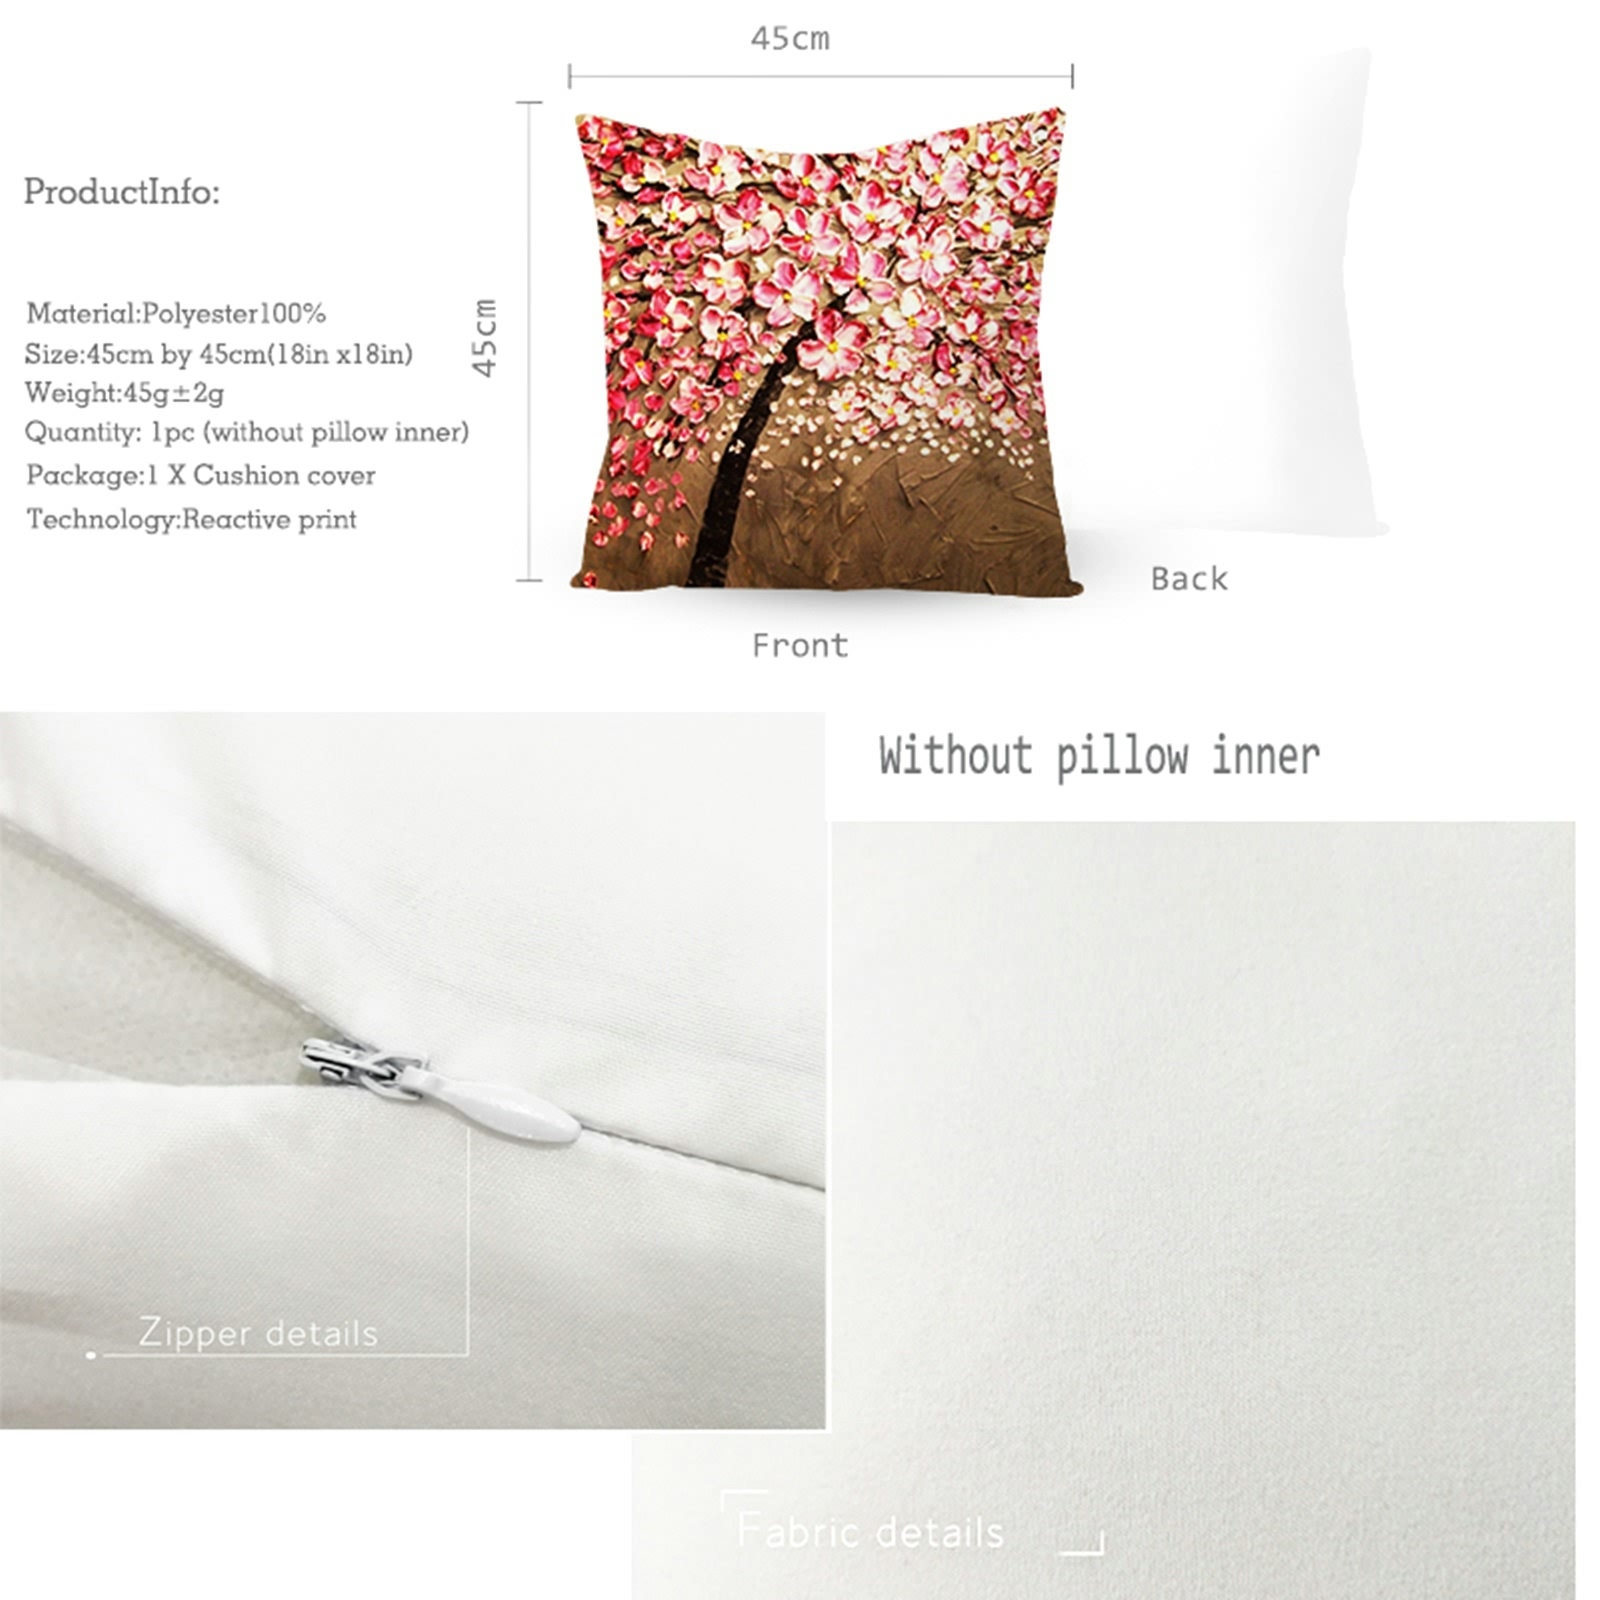 45cm
45cm
ProductInfo:
Material:Polyester100%
Size:45cm by 45cm(18in x18in)
Weight:45g±2g
Quantity: 1pc (without pillow inner)
Package:1 X Cushion cover
Technology:Reactive print
Back
Front
Without pillow inner
Zipper details
Fabric details